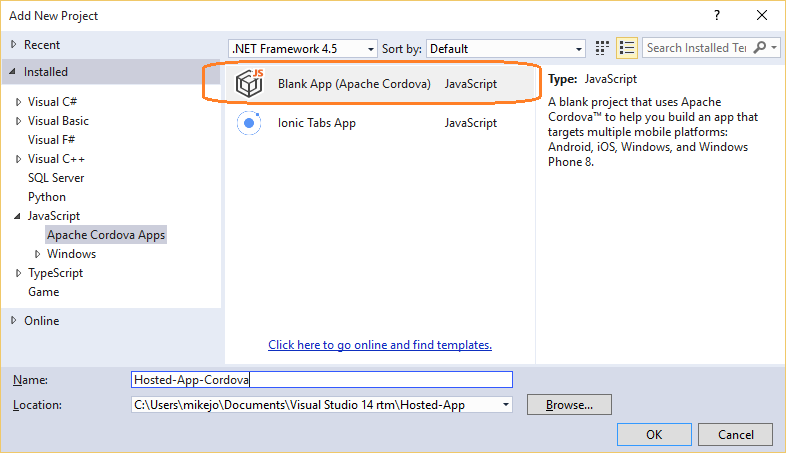 Add New Project
?
Recent
.NET Framework 4.5
Sort by:
Default
Search Installed Te
Installed
Visual C#
Visual Basic
Visual F#
Visual C++
SQL Server
Python
JavaScript
Apache Cordova Apps
Windows
TypeScript
Game
Online
JS
Blank App (Apache Cordova)
JavaScript
Ionic Tabs App
JavaScript
Click here to go online and find templates.
Type: JavaScript
A blank project that uses Apache
Cordova™ to help you build an app that
targets multiple mobile platforms:
Android, iOS, Windows, and Windows
Phone 8.
Name:
Hosted-App-Cordova
Location:
C:\Users\mikejo\Documents\Visual Studio 14 rtm\Hosted-App
Browse...
OK
Cancel